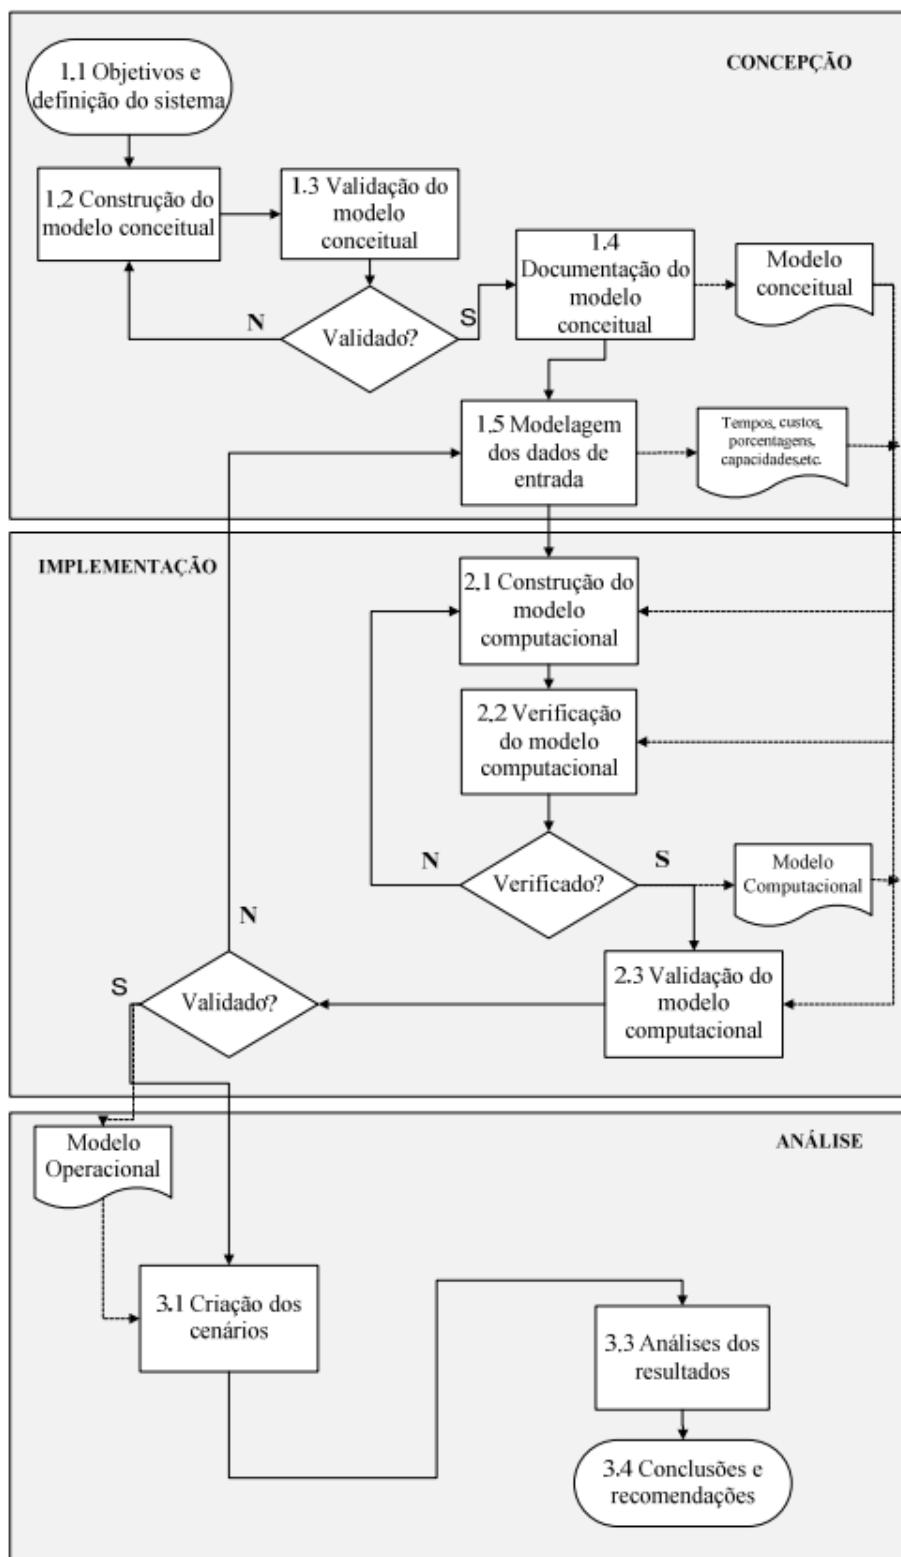 CONCEPÇÃO
1.1 Objetivos e
definição do sistema
1.2 Construção do
modelo conceitual
1.3 Validação do
modelo
conceitual
1.4
Documentação do
modelo
conceitual
Modelo
conceitual
N
Validado?
S
1.5 Modelagem
dos dados de
entrada
Tempos, custos,
porcentagens,
capacidades,etc.
IMPLEMENTAÇÃO
2.1 Construção do
modelo
computacional
2.2 Verificação
do modelo
computacional
N
Verificado?
S
Modelo
Computacional
N
S
Validado?
2.3 Validação do
modelo
computacional
ANÁLISE
Modelo
Operacional
3.1 Criação dos
cenários
3.3 Análises dos
resultados
3.4 Conclusões e
recomendações